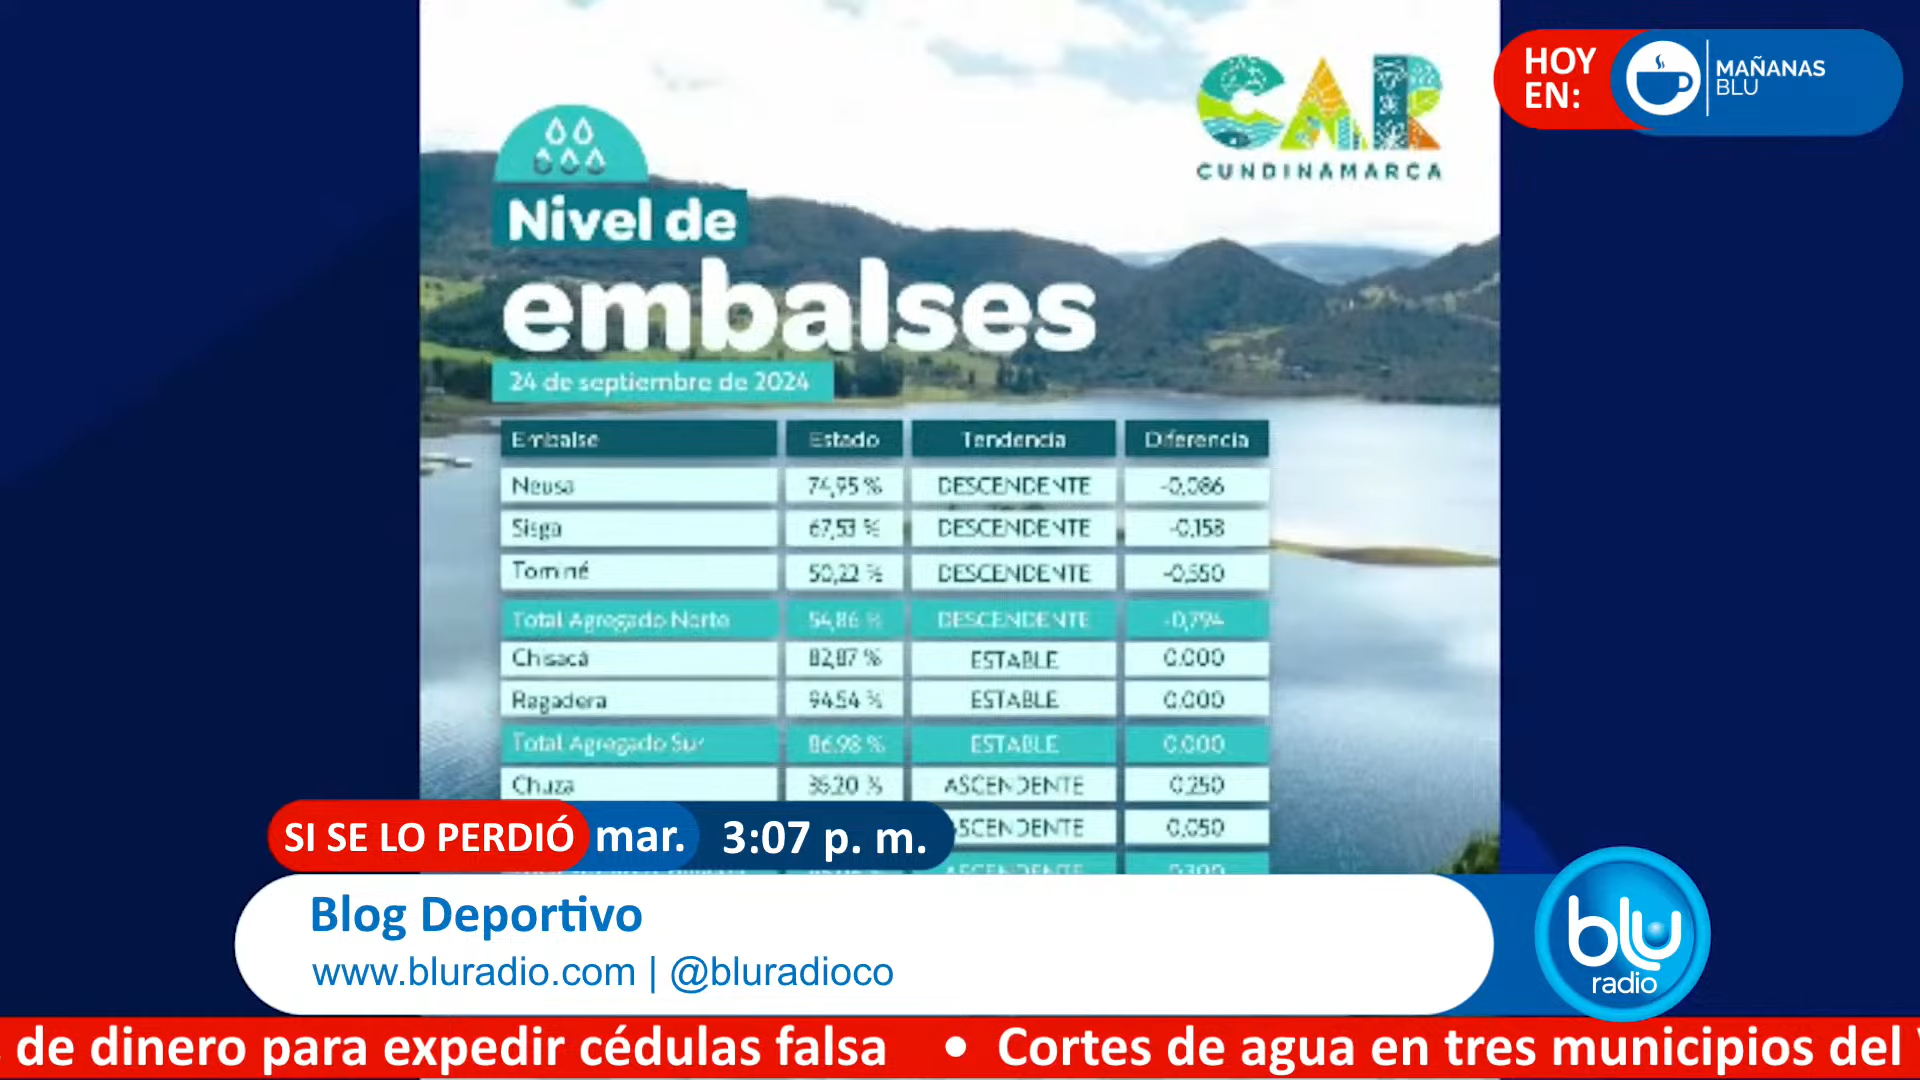 HOY
EN:
MAÑANAS
BLU
CAR
CUNDINAMARCA
Nivel de
embalses
24 de septiembre de 2024
Embalse Estado Tendencia Diferencia
Neusa 74,95 % DESCENDENTE -0,086
Sisga 67,53 % DESCENDENTE -0,158
Tominé 50,22 % DESCENDENTE -0,550
Total Agregado Norte 54,86 % DESCENDENTE -0,794
Chisacá 82,87 % ESTABLE 0.000
Regadera 94.54 % ESTABLE 0.000
Total Agregado Sur 86.98 % ESTABLE 0.000
Chuza 35.20 % ASCENDENTE 0.250
ASCENDENTE 0.050
SI SE LO PERDIÓ mar. 3:07 p. m.
Blog Deportivo
www.bluradio.com | @bluradioco
blu
radio
de dinero para expedir cédulas falsa • Cortes de agua en tres municipios del